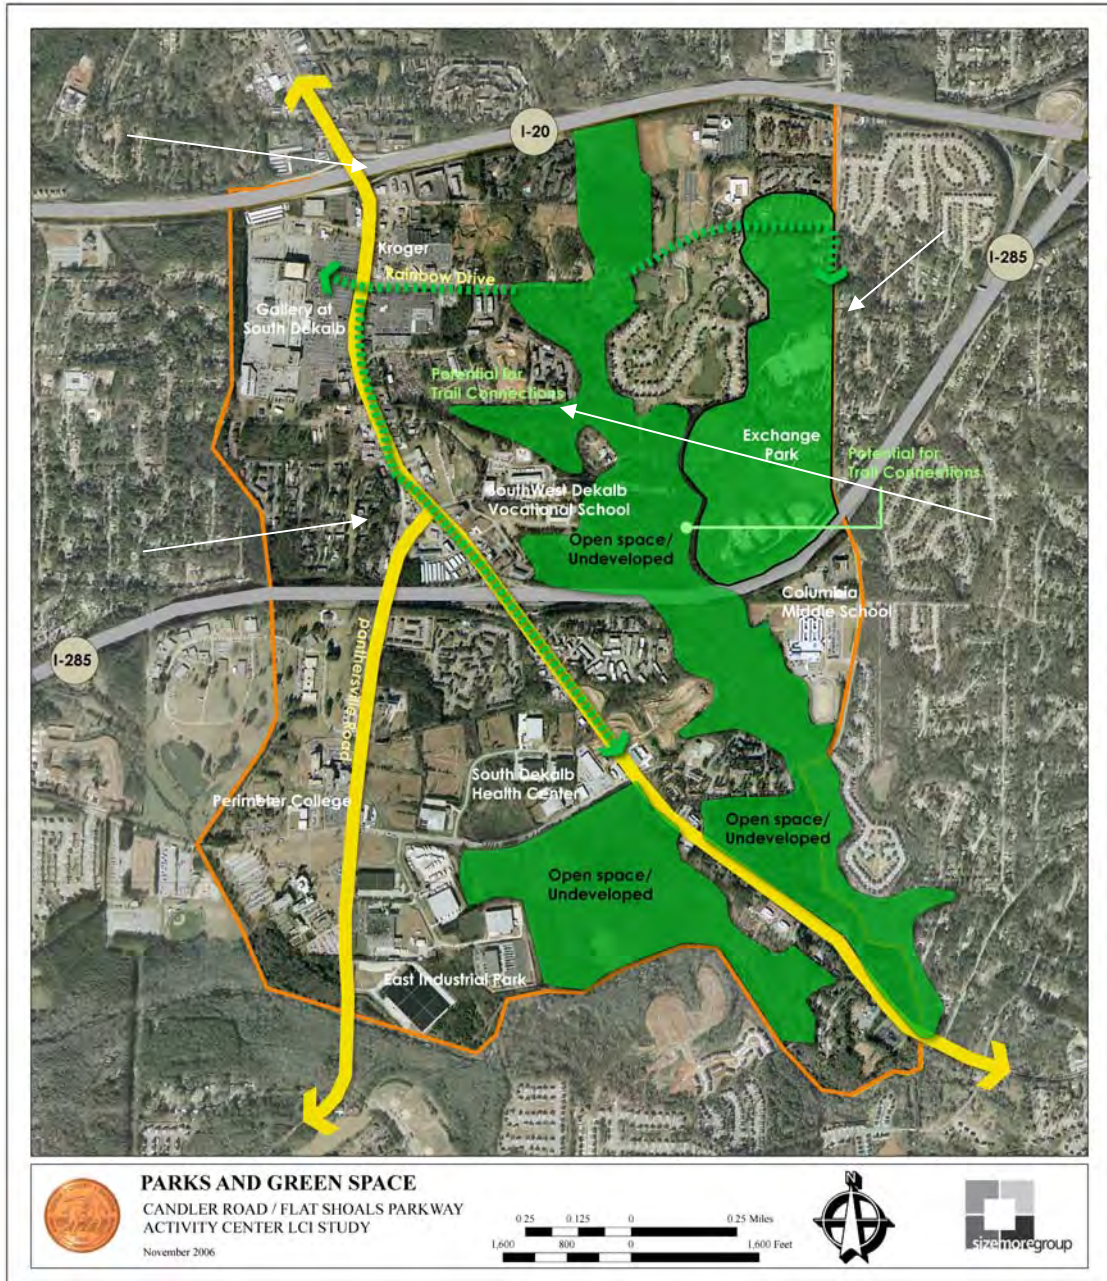 I-20
I-285
Kroger
Rainbow Drive
Gallery at
South Dekalb
Potential for
Trail Connections
Exchange
Park
Potential for
Trail Connections
SouthWest Dekalb
Vocational School
Open space/
Undeveloped
Columbia
Middle School
I-285
Panthersville Road
South Dekalb
Health Center
Perimeter College
Open space/
Undeveloped
Open space/
Undeveloped
East Industrial Park
PARKS AND GREEN SPACE
CANDLER ROAD / FLAT SHOALS PARKWAY
ACTIVITY CENTER LCI STUDY
November 2006
0.25 0.125 0 0.25 Miles
1,600 800 0 1,600 Feet
N
sizemoregroup